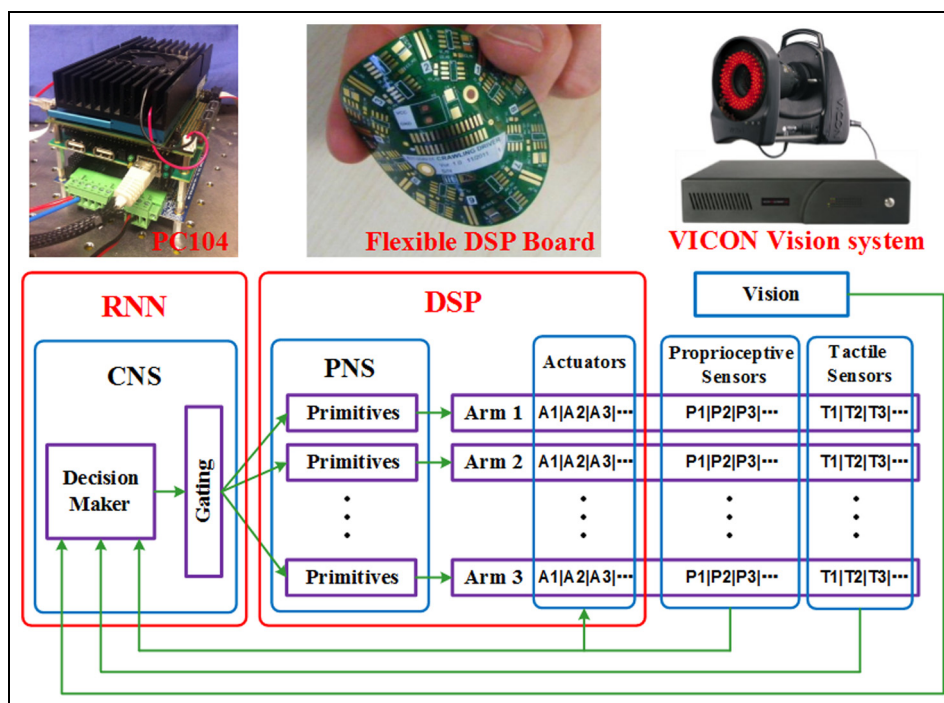 PC104
CRAWLING DRIVER
Flexible DSP Board
VICON Vision system
RNN
DSP
Vision
CNS
PNS
Actuators
Proprioceptive
Sensors
Tactile
Sensors
Decision
Maker
Gating
Primitives
Arm 1
A1|A2|A3|···
P1|P2|P3|···
T1|T2|T3|···
Primitives
Arm 2
A1|A2|A3|···
P1|P2|P3|···
T1|T2|T3|···
Primitives
Arm 3
A1|A2|A3|···
P1|P2|P3|···
T1|T2|T3|···